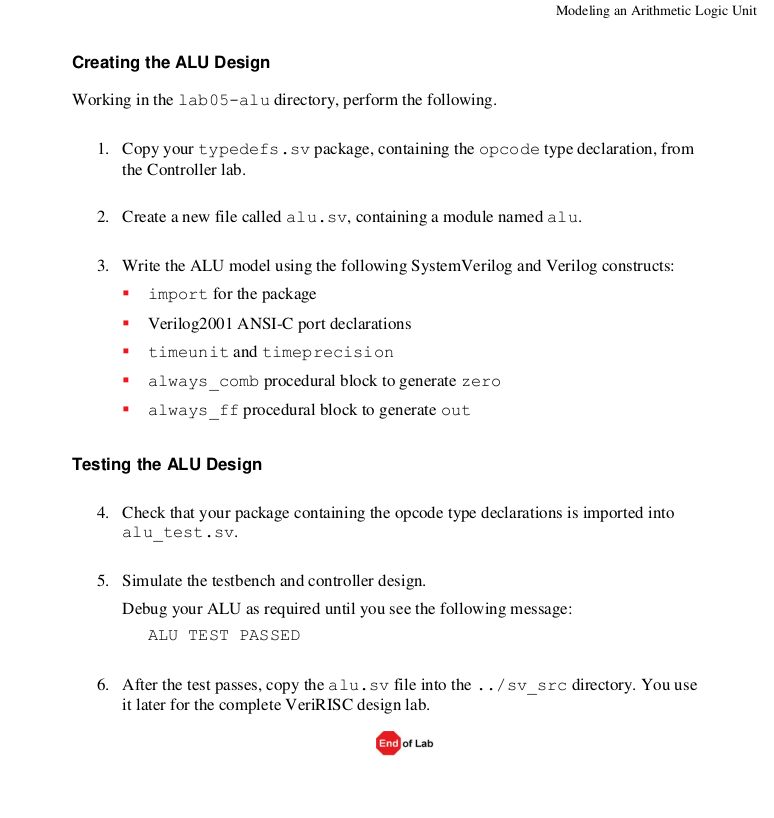 Modeling an Arithmetic Logic Unit
Creating the ALU Design
Working in the lab05-alu directory, perform the following.
1. Copy your typedefs.sv package, containing the opcode type declaration, from
the Controller lab.
2. Create a new file called alu.sv, containing a module named alu.
3. Write the ALU model using the following SystemVerilog and Verilog constructs:
▪ import for the package
▪ Verilog2001 ANSI-C port declarations
▪ timeunit and timeprecision
▪ always_comb procedural block to generate zero
▪ always_ff procedural block to generate out
Testing the ALU Design
4. Check that your package containing the opcode type declarations is imported into
alu_test.sv.
5. Simulate the testbench and controller design.
Debug your ALU as required until you see the following message:
ALU TEST PASSED
6. After the test passes, copy the alu.sv file into the ../sv_src directory. You use
it later for the complete VeriRISC design lab.
End of Lab